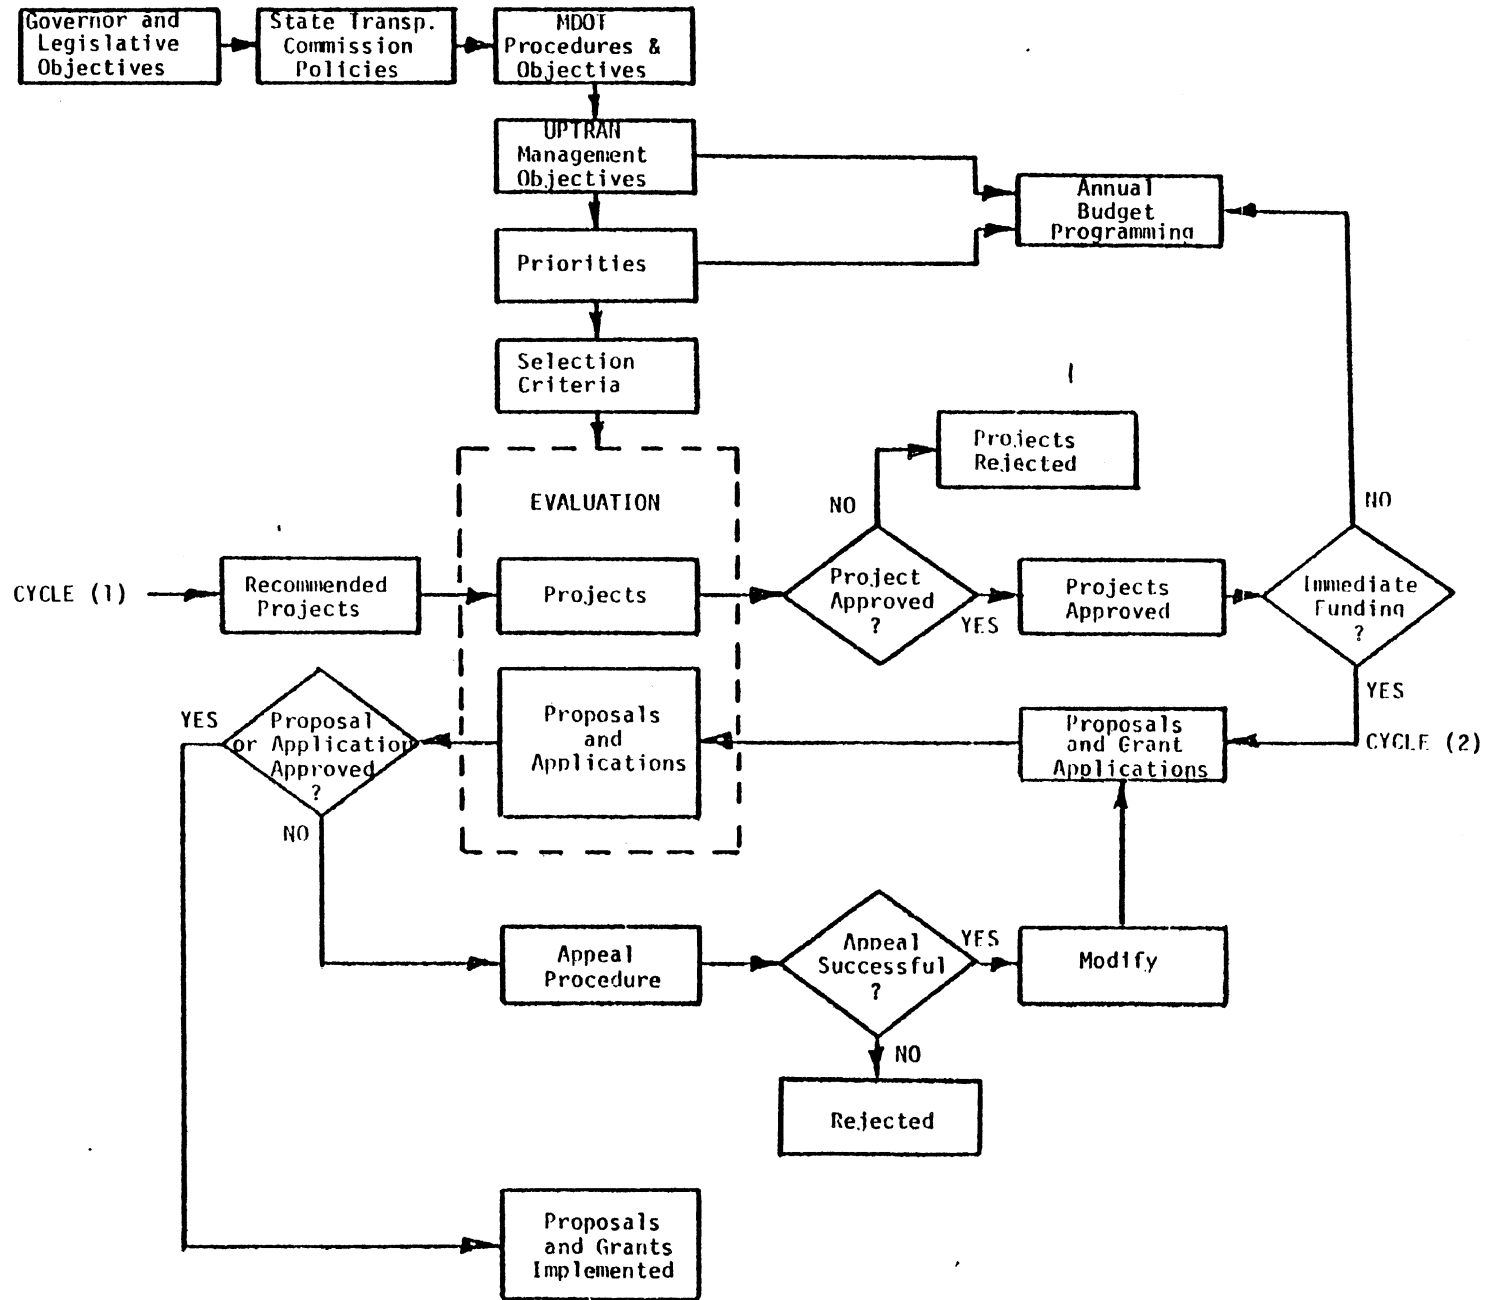 Governor and
Legislative
Objectives
State Transp.
Commission
Policies
MDOT
Procedures &
Objectives
UPTRAN
Management
Objectives
Annual
Budget
Programming
Priorities
Selection
Criteria
Projects
Rejected
EVALUATION
NO
NO
CYCLE (1)
Recommended
Projects
Projects
Project
Approved
?
YES
Projects
Approved
Immediate
Funding
?
YES
YES
Proposal
or Application
Approved
?
NO
Proposals
and
Applications
Proposals
and Grant
Applications
CYCLE (2)
Appeal
Procedure
Appeal
Successful
?
YES
Modify
NO
Rejected
Proposals
and Grants
Implemented